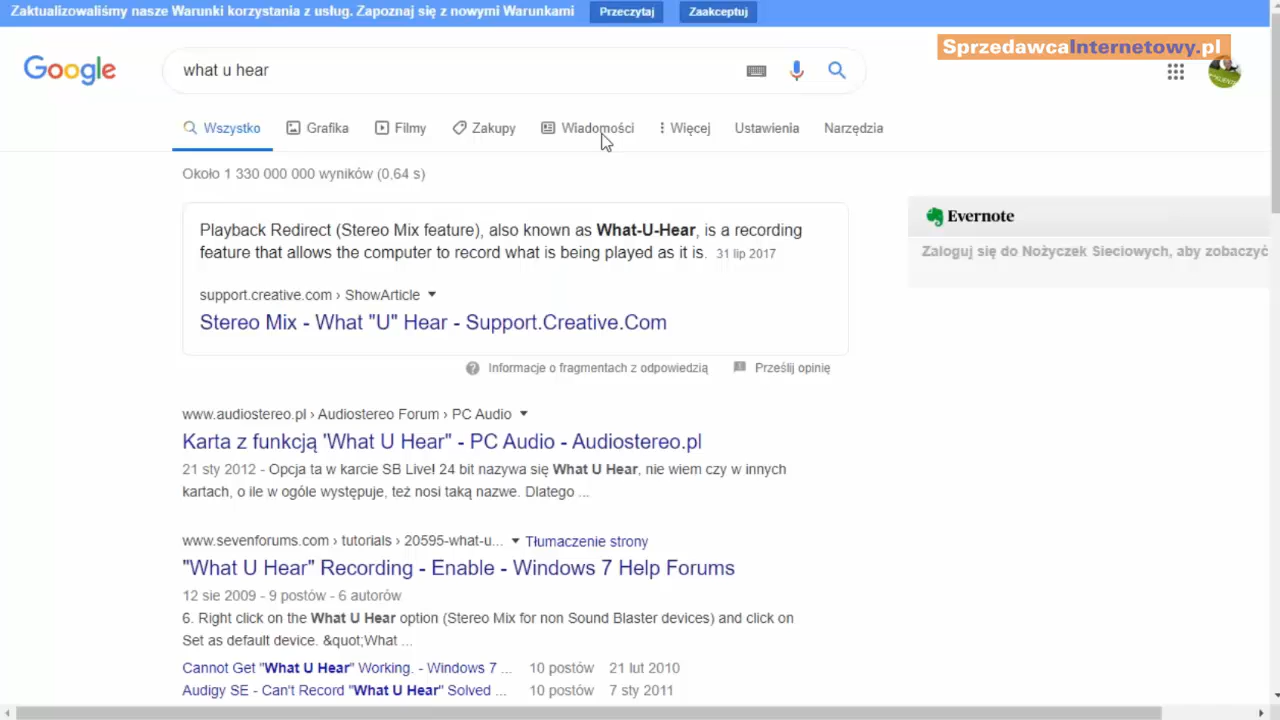 Zaktualizowaliśmy nasze Warunki korzystania z usług. Zapoznaj się z nowymi Warunkami Przeczytaj Zaakceptuj
SprzedawcaInternetowy.pl
Google what u hear
Wszystko Grafika Filmy Zakupy Wiadomości Więcej Ustawienia Narzędzia
Około 1 330 000 000 wyników (0,64 s)
Playback Redirect (Stereo Mix feature), also known as What-U-Hear, is a recording
feature that allows the computer to record what is being played as it is. 31 lip 2017
support.creative.com › ShowArticle
Stereo Mix - What "U" Hear - Support.Creative.Com
Informacje o fragmentach z odpowiedzią Prześlij opinię
Evernote
Zaloguj się do Nożyczek Sieciowych, aby zobaczyć
www.audiostereo.pl › Audiostereo Forum › PC Audio
Karta z funkcją 'What U Hear" - PC Audio - Audiostereo.pl
21 sty 2012 - Opcja ta w karcie SB Live! 24 bit nazywa się What U Hear, nie wiem czy w innych
kartach, o ile w ogóle występuje, też nosi taką nazwe. Dlatego ...
www.sevenforums.com › tutorials › 20595-what-u... Tłumaczenie strony
"What U Hear" Recording - Enable - Windows 7 Help Forums
12 sie 2009 - 9 postów - 6 autorów
6. Right click on the What U Hear option (Stereo Mix for non Sound Blaster devices) and click on
Set as default device. &quot;What ...
Cannot Get "What U Hear" Working. - Windows 7 ... 10 postów 21 lut 2010
Audigy SE - Can't Record "What U Hear" Solved ... 10 postów 7 sty 2011